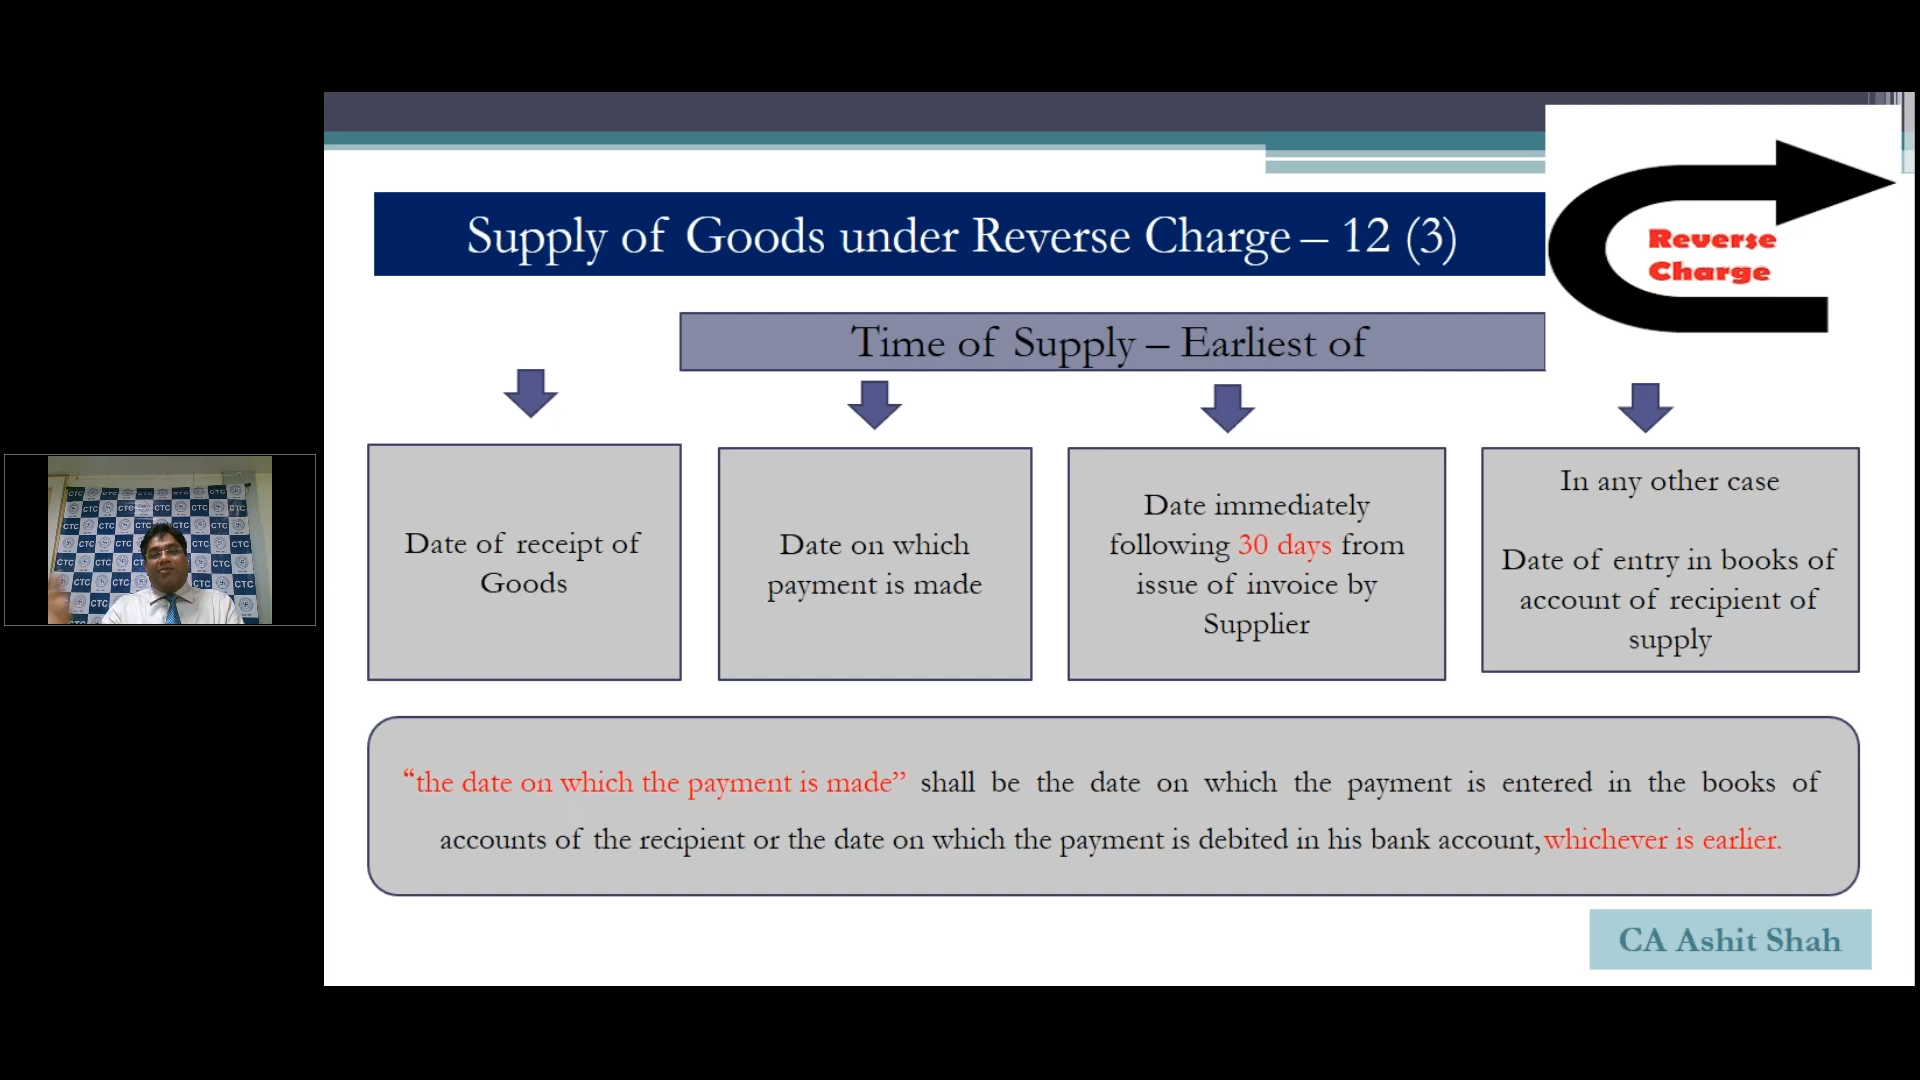 Supply of Goods under Reverse Charge – 12 (3)
Reverse
Charge
Time of Supply – Earliest of
Date of receipt of
Goods
Date on which
payment is made
Date immediately
following 30 days from
issue of invoice by
Supplier
In any other case
Date of entry in books of
account of recipient of
supply
“the date on which the payment is made” shall be the date on which the payment is entered in the books of
accounts of the recipient or the date on which the payment is debited in his bank account, whichever is earlier.
CA Ashit Shah
CTC